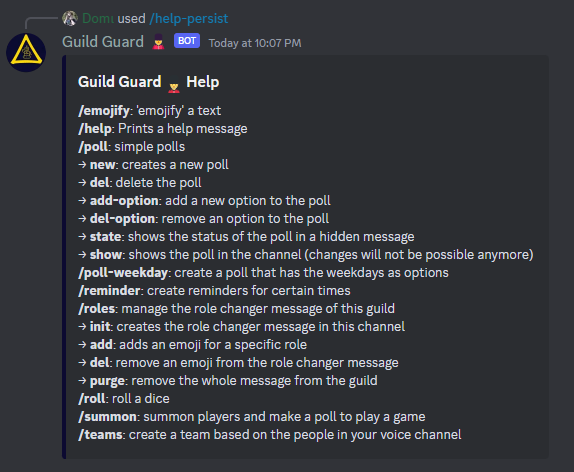 Domi used /help-persist
Guild Guard BOT Today at 10:07 PM
Guild Guard Help
/emojify: 'emojify' a text
/help: Prints a help message
/poll: simple polls
→ new: creates a new poll
→ del: delete the poll
→ add-option: add a new option to the poll
→ del-option: remove an option to the poll
→ state: shows the status of the poll in a hidden message
→ show: shows the poll in the channel (changes will not be possible anymore)
/poll-weekday: create a poll that has the weekdays as options
/reminder: create reminders for certain times
/roles: manage the role changer message of this guild
→ init: creates the role changer message in this channel
→ add: adds an emoji for a specific role
→ del: remove an emoji from the role changer message
→ purge: remove the whole message from the guild
/roll: roll a dice
/summon: summon players and make a poll to play a game
/teams: create a team based on the people in your voice channel